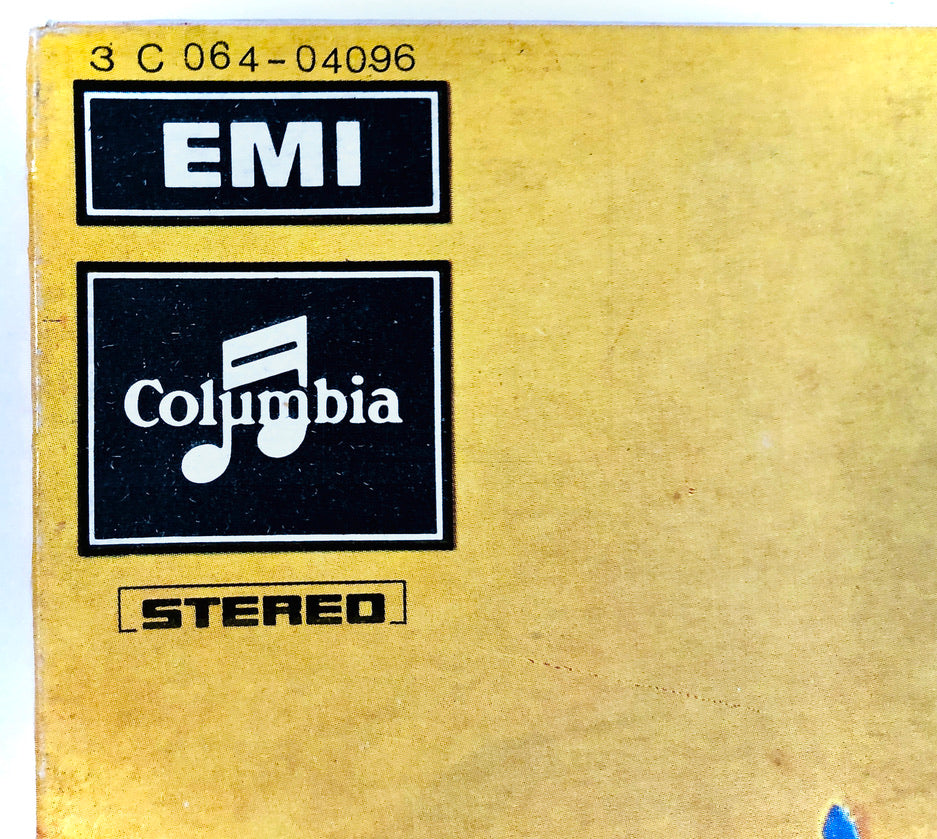 3 C 064-04096
EMI
Columbia
STEREO